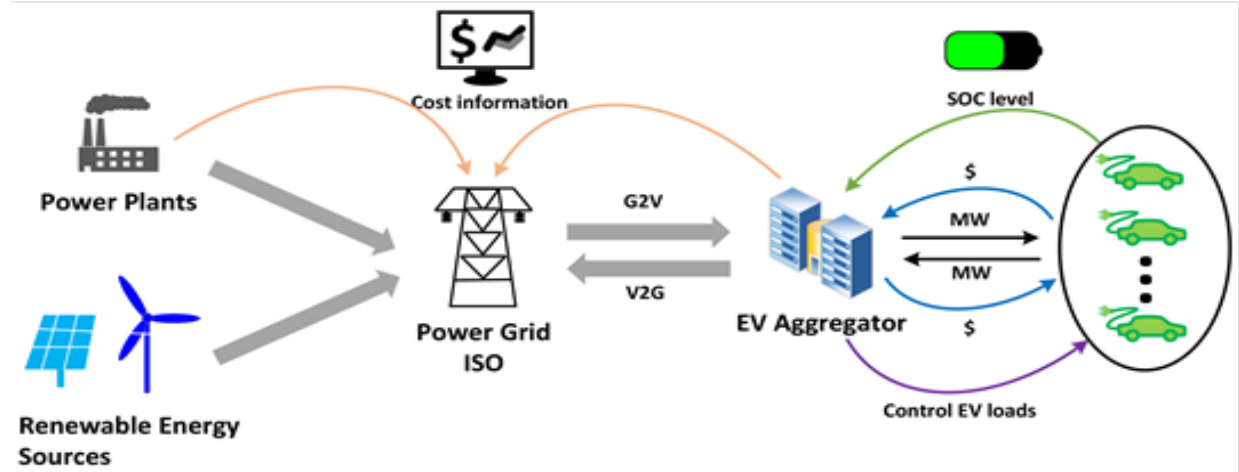 $
Cost information
SOC level
Power Plants
G2V
$
MW
MW
V2G
Power Grid
ISO
EV Aggregator
$
Control EV loads
Renewable Energy
Sources